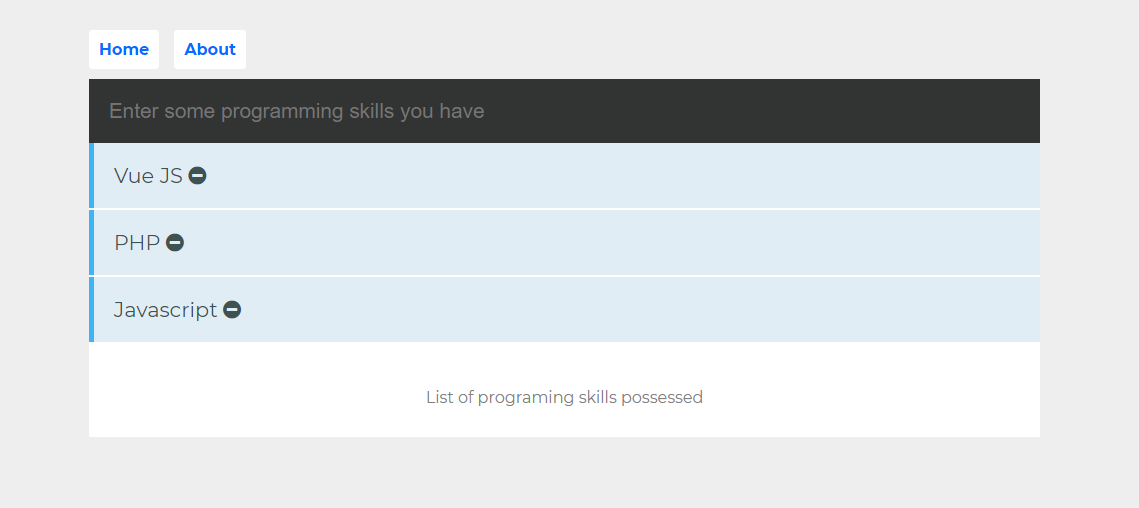 Home About
Enter some programming skills you have
Vue JS
PHP
Javascript
List of programing skills possessed